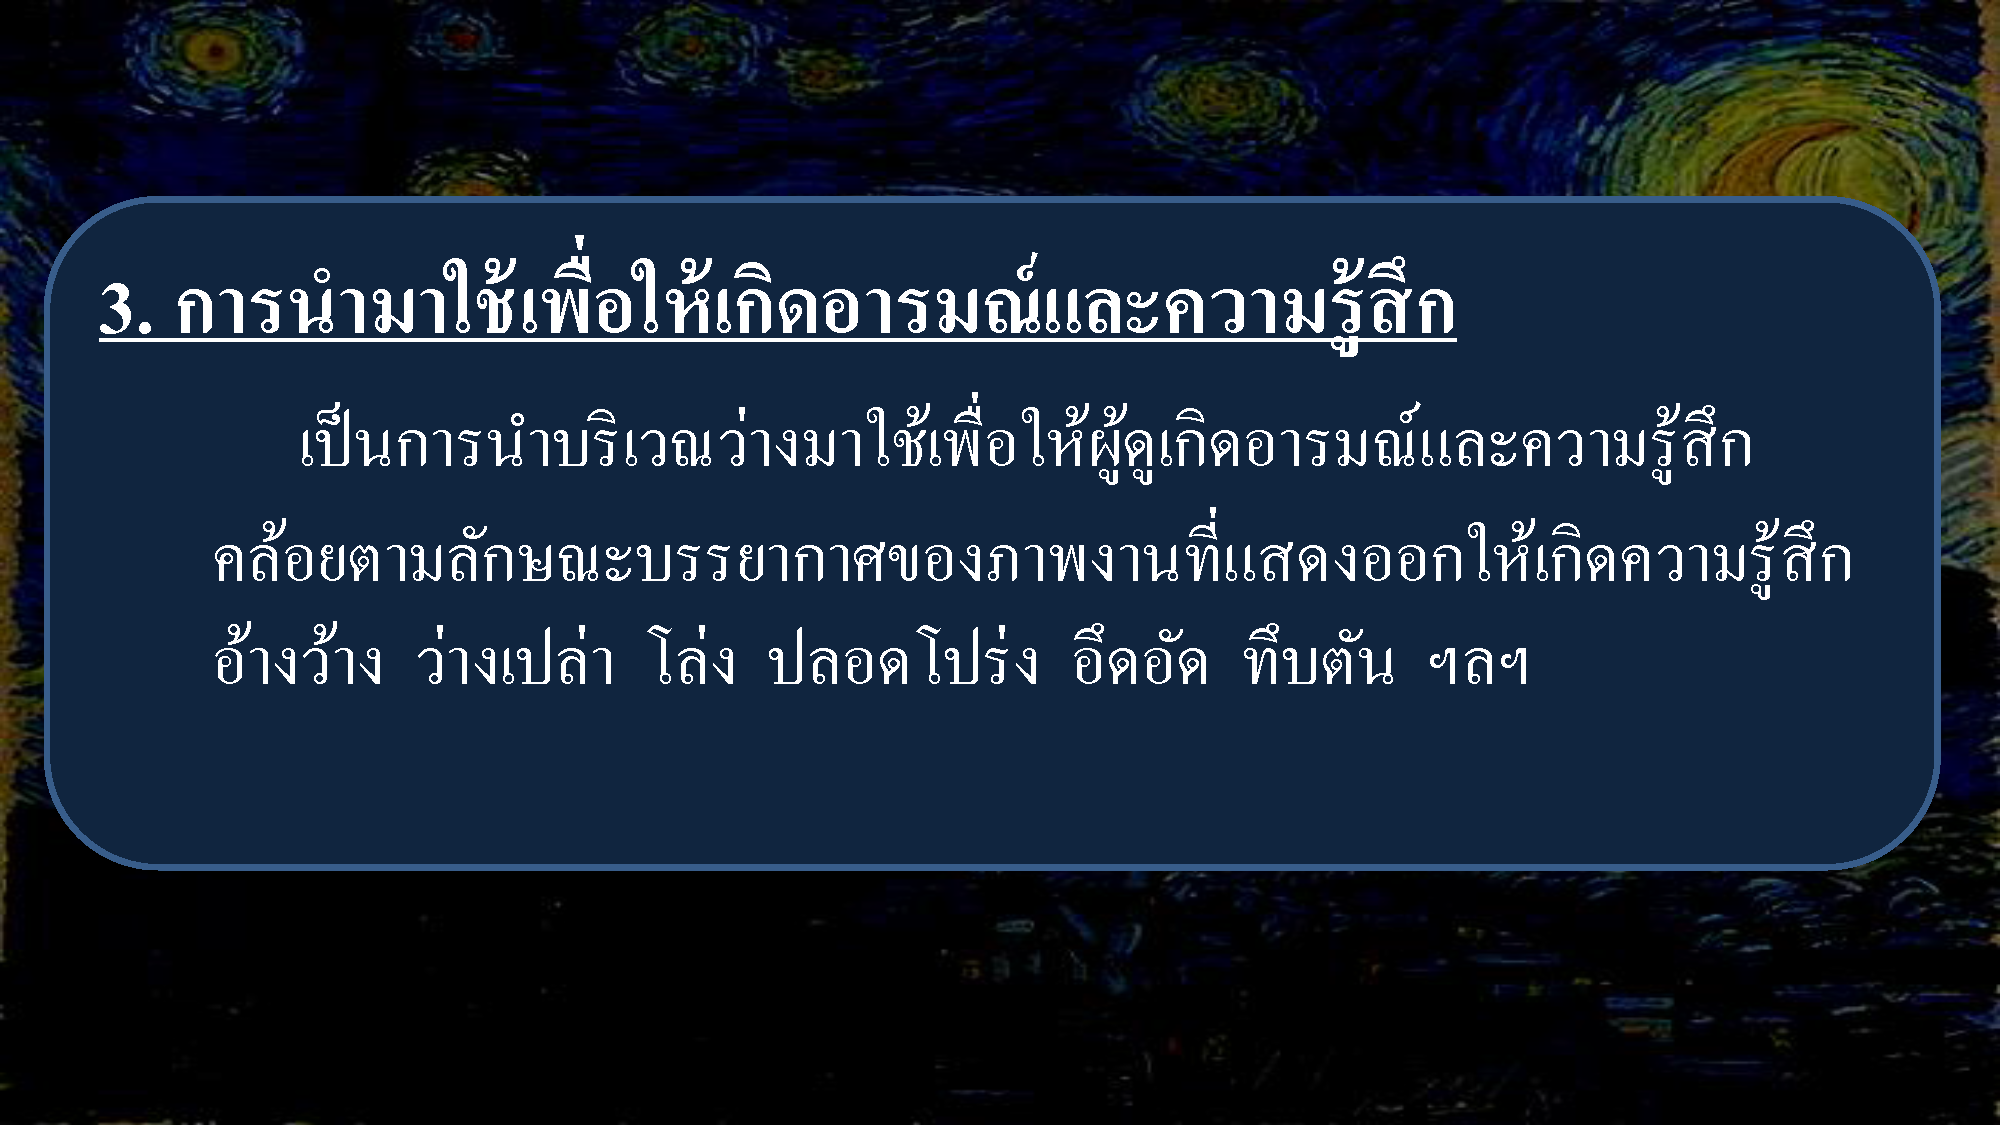 3. การนำมาใช้เพื่อให้เกิดอารมณ์และความรู้สึก
เป็นการนำบริเวณว่างมาใช้เพื่อให้ผู้ดูเกิดอารมณ์และความรู้สึก
คล้อยตามลักษณะบรรยากาศของภาพงานที่แสดงออกให้เกิดความรู้สึก
อ้างว้าง ว่างเปล่า โล่ง ปลอดโปร่ง อึดอัด ทึบตัน ฯลฯ